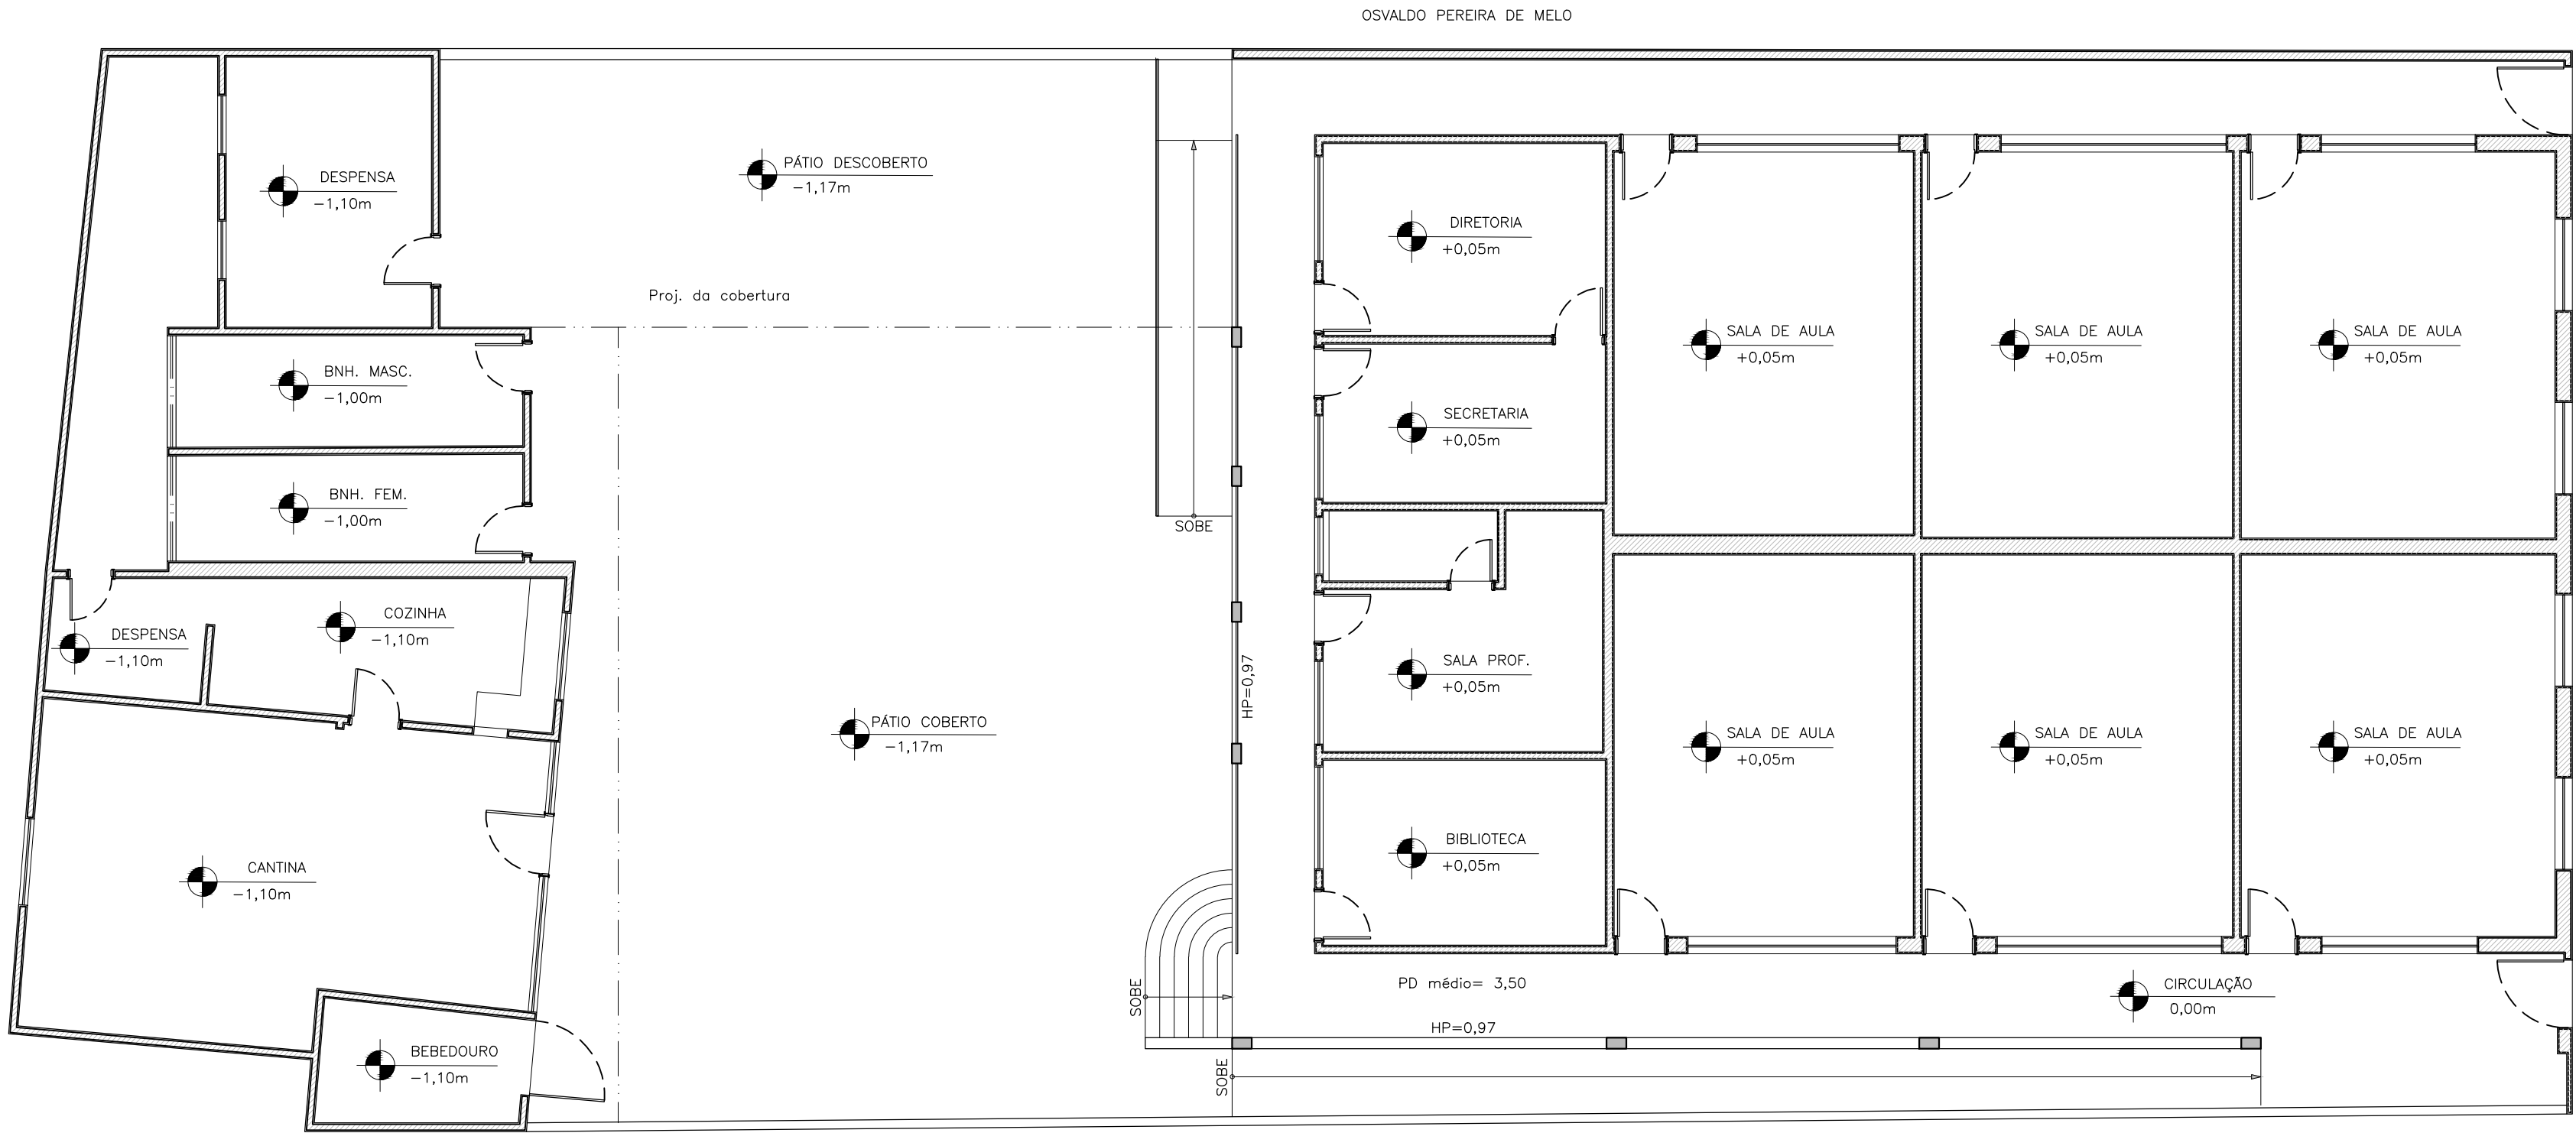 OSVALDO PEREIRA DE MELO
DESPENSA
-1,10m
PÁTIO DESCOBERTO
-1,17m
Proj. da cobertura
BNH. MASC.
-1,00m
BNH. FEM.
-1,00m
DESPENSA
-1,10m
COZINHA
-1,10m
CANTINA
-1,10m
BEBEDOURO
-1,10m
PÁTIO COBERTO
-1,17m
SOBE
HP=0,97
SOBE
SOBE
DIRETORIA
+0,05m
SECRETARIA
+0,05m
SALA PROF.
+0,05m
BIBLIOTECA
+0,05m
SALA DE AULA
+0,05m
SALA DE AULA
+0,05m
SALA DE AULA
+0,05m
SALA DE AULA
+0,05m
SALA DE AULA
+0,05m
SALA DE AULA
+0,05m
PD médio= 3,50
HP=0,97
CIRCULAÇÃO
0,00m